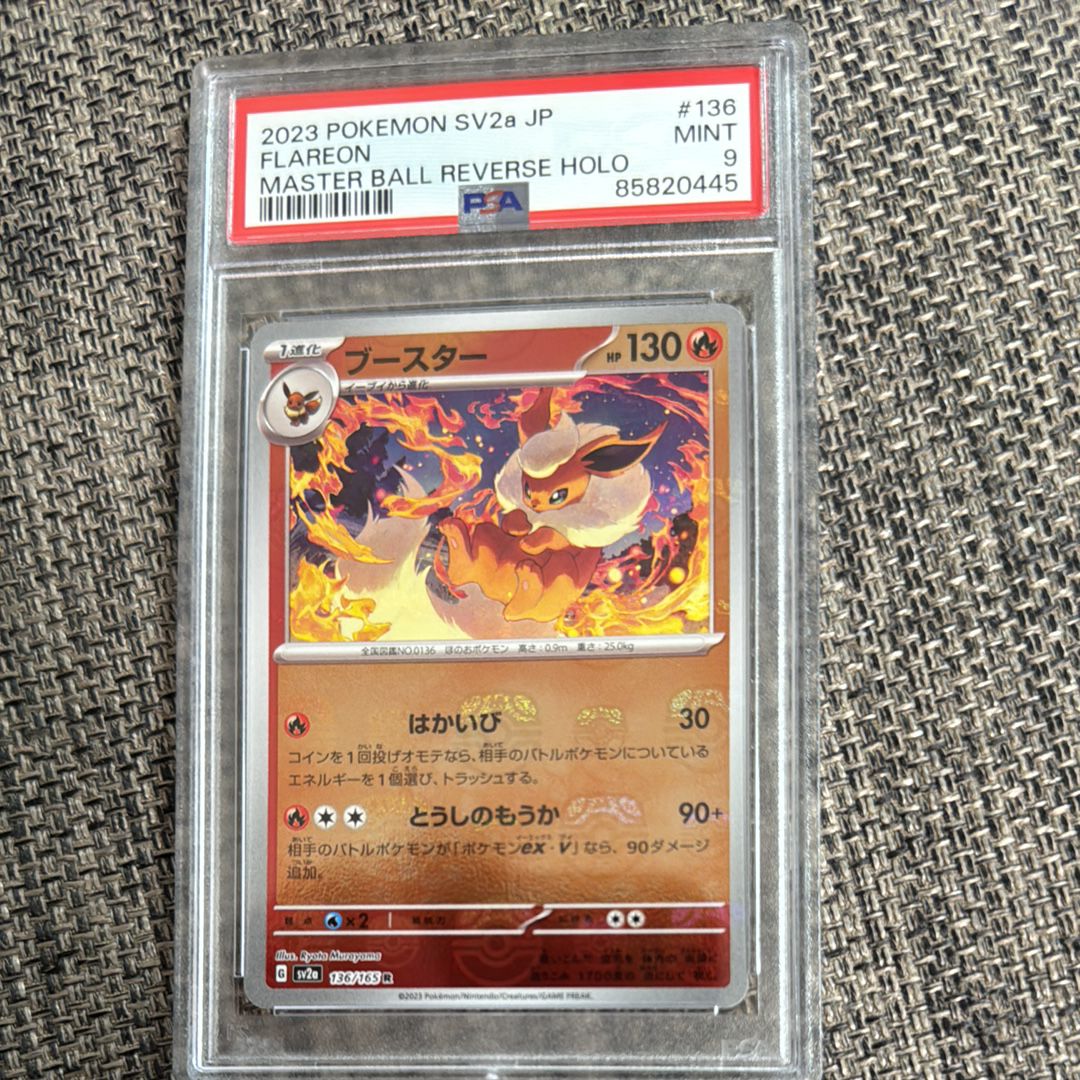 2023 POKEMON SV2a JP #136
FLAREON MINT
MASTER BALL REVERSE HOLO 9
PSA 85820445
1進化 ブースター HP 130
イーブイから進化
全国図鑑NO.0136 ほのおポケモン 高さ:0.9m 重さ:25.0kg
はかいび 30
コインを1回投げオモテなら、相手のバトルポケモンについている
エネルギーを1個選び、トラッシュする。
とうしのもうか 90+
相手のバトルポケモンが「ポケモンex・V」なら、90ダメージ
追加。
弱点 ×2 抵抗力
Illus. Ryota Murayama
G sv2a 136/165 R
©2023 Pokémon/Nintendo/Creatures/GAME FREAK.